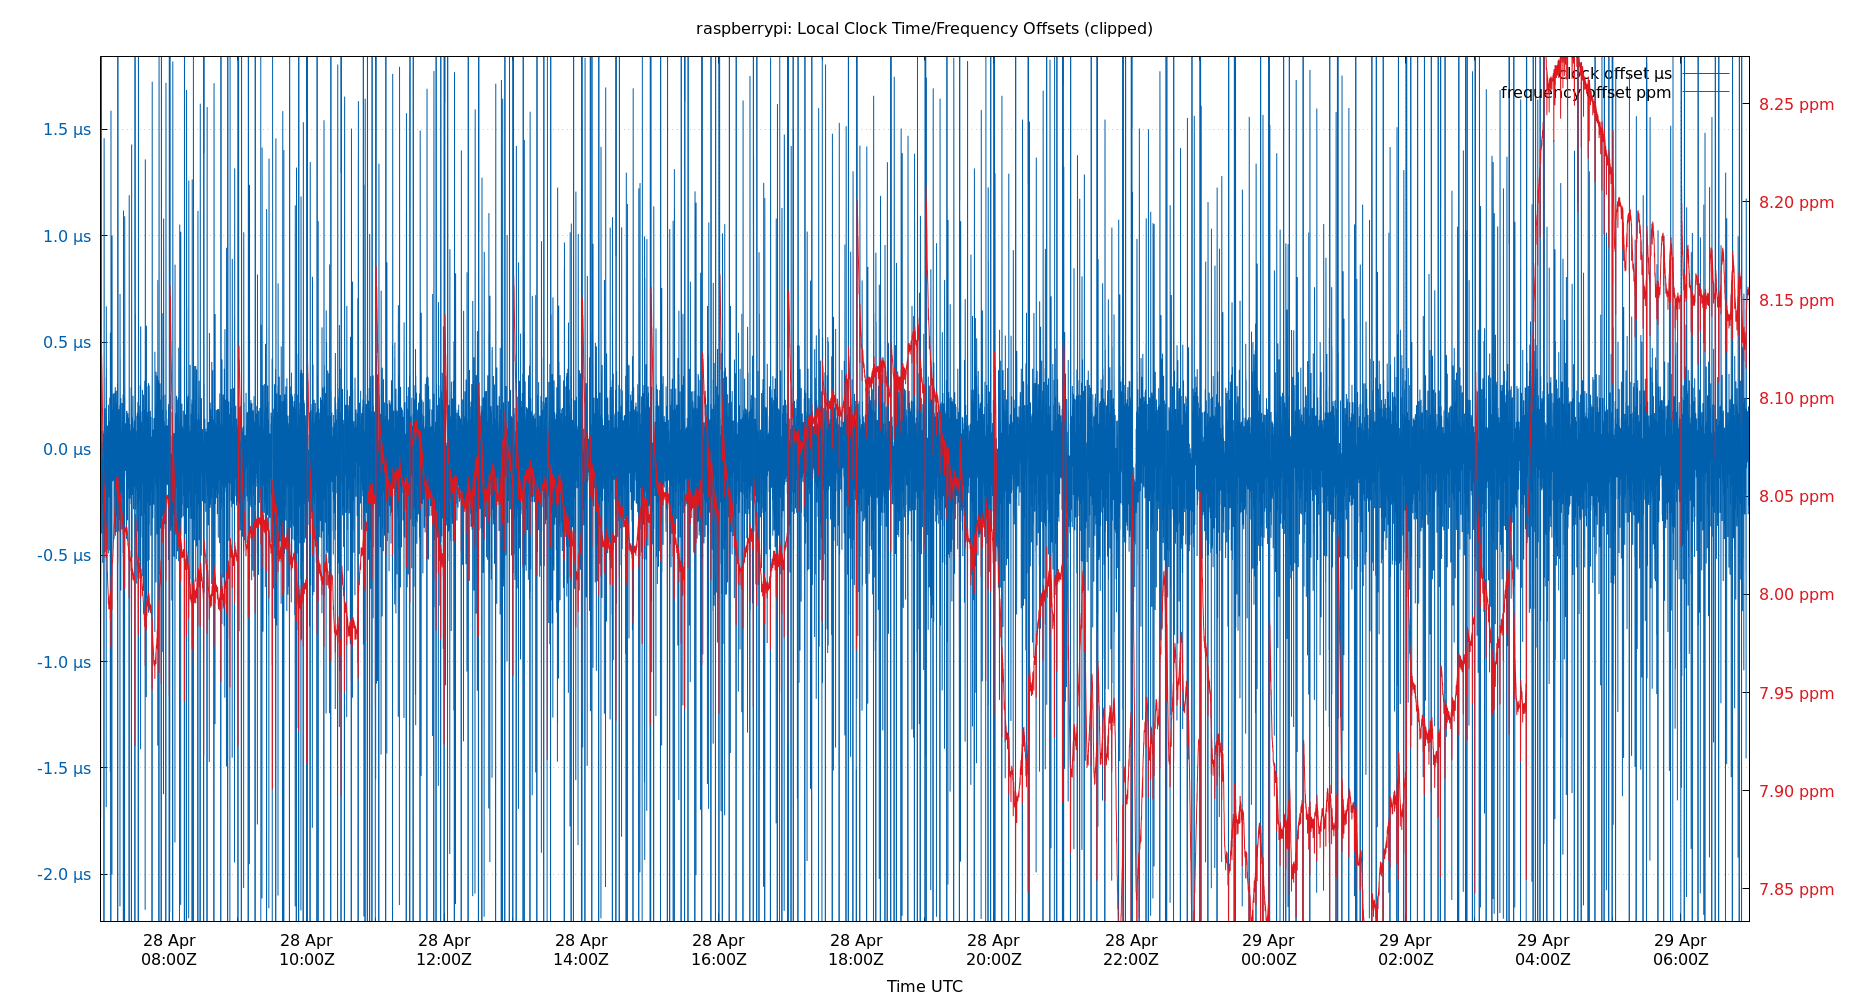 raspberrypi: Local Clock Time/Frequency Offsets (clipped)
clock offset µs
frequency offset ppm
1.5 µs
1.0 µs
0.5 µs
0.0 µs
-0.5 µs
-1.0 µs
-1.5 µs
-2.0 µs
8.25 ppm
8.20 ppm
8.15 ppm
8.10 ppm
8.05 ppm
8.00 ppm
7.95 ppm
7.90 ppm
7.85 ppm
28 Apr 28 Apr 28 Apr 28 Apr 28 Apr 28 Apr 28 Apr 28 Apr 29 Apr 29 Apr 29 Apr 29 Apr
08:00Z 10:00Z 12:00Z 14:00Z 16:00Z 18:00Z 20:00Z 22:00Z 00:00Z 02:00Z 04:00Z 06:00Z
Time UTC